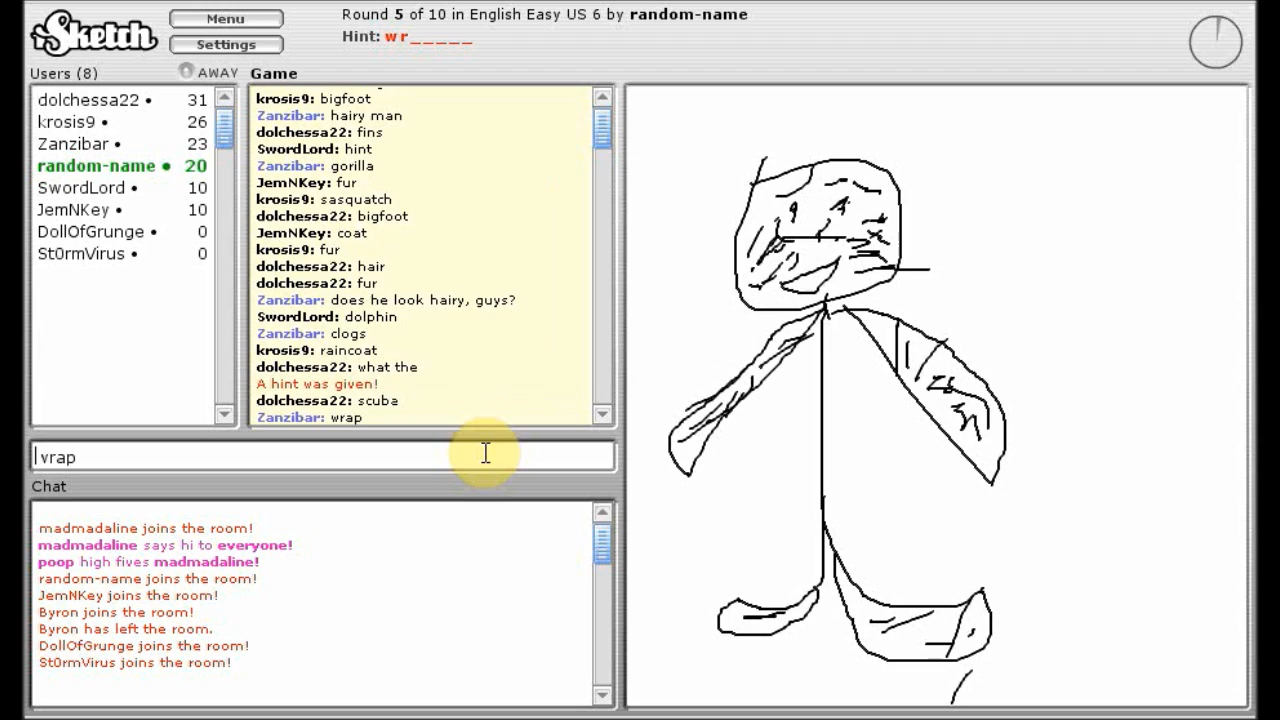 iSketch
Menu
Settings
Round 5 of 10 in English Easy US 6 by random-name
Hint: wr_____
Users (8)
AWAY
Game
dolchessa22 • 31
krosis9 • 26
Zanzibar • 23
random-name • 20
SwordLord • 10
JemNKey • 10
DollOfGrunge • 0
St0rmVirus • 0
krosis9: bigfoot
Zanzibar: hairy man
dolchessa22: fins
SwordLord: hint
Zanzibar: gorilla
JemNKey: fur
krosis9: sasquatch
dolchessa22: bigfoot
JemNKey: coat
krosis9: fur
dolchessa22: hair
dolchessa22: fur
Zanzibar: does he look hairy, guys?
SwordLord: dolphin
Zanzibar: clogs
krosis9: raincoat
dolchessa22: what the
A hint was given!
dolchessa22: scuba
Zanzibar: wrap
wrap
Chat
madmadaline joins the room!
madmadaline says hi to everyone!
poop high fives madmadaline!
random-name joins the room!
JemNKey joins the room!
Byron joins the room!
Byron has left the room.
DollOfGrunge joins the room!
St0rmVirus joins the room!